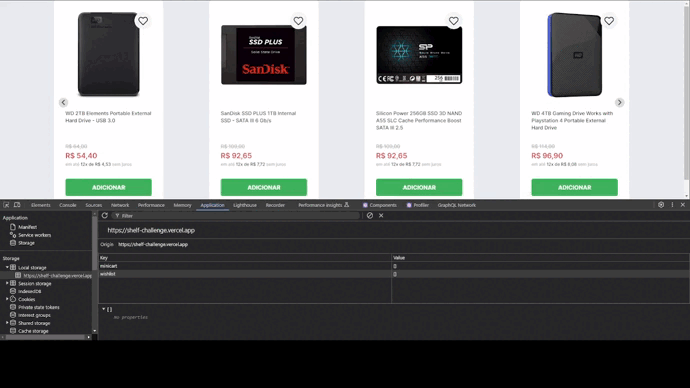 SanDisk
SSD PLUS
SanDisk
SP
256
WD
WD 2TB Elements Portable External
Hard Drive - USB 3.0
R$ 54,40
em até 12x de R$ 4,53 sem juros
ADICIONAR
SanDisk SSD PLUS 1TB Internal
SSD - SATA III 6 Gb/s
R$ 92,65
em até 12x de R$ 7,72 sem juros
ADICIONAR
Silicon Power 256GB SSD 3D NAND
A55 SLC Cache Performance Boost
SATA III 2.5
R$ 92,65
em até 12x de R$ 7,72 sem juros
ADICIONAR
WD 4TB Gaming Drive Works with
Playstation 4 Portable External
Hard Drive
R$ 96,90
em até 12x de R$ 8,08 sem juros
ADICIONAR
Elements Console Sources Network Performance Memory Application Lighthouse Recorder Performance insights Components Profiler GraphQL Network
Application
Manifest
Service workers
Storage
Storage
Local storage
https://shelf-challenge.vercel.app
Session storage
IndexedDB
Cookies
Private state tokens
Interest groups
Shared storage
Cache storage
Filter
https://shelf-challenge.vercel.app
Origin https://shelf-challenge.vercel.app
Key Value
minicart []
wishlist []
[]
no properties